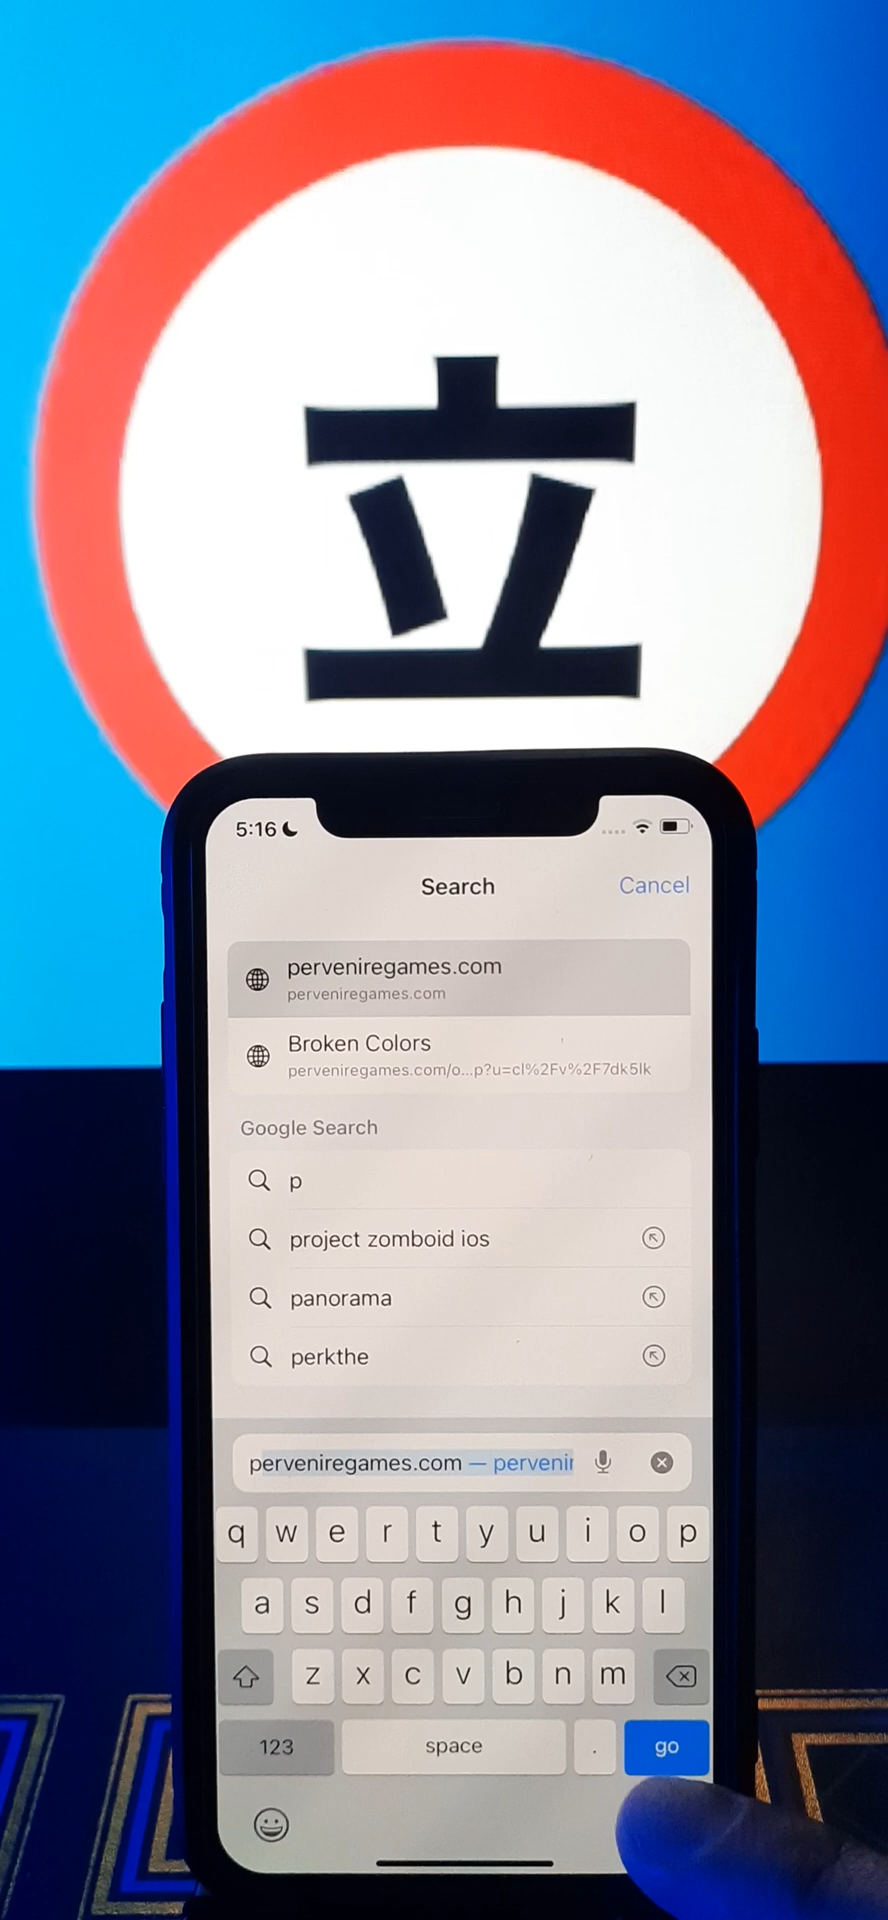 立
5:16
Search
Cancel
perveniregames.com
perveniregames.com
Broken Colors
perveniregames.com/o...p?u=cl%2Fv%2F7dk5lk
Google Search
p
project zomboid ios
panorama
perkthe
perveniregames.com — pervenir
q w e r t y u i o p
a s d f g h j k l
z x c v b n m
123 space . go